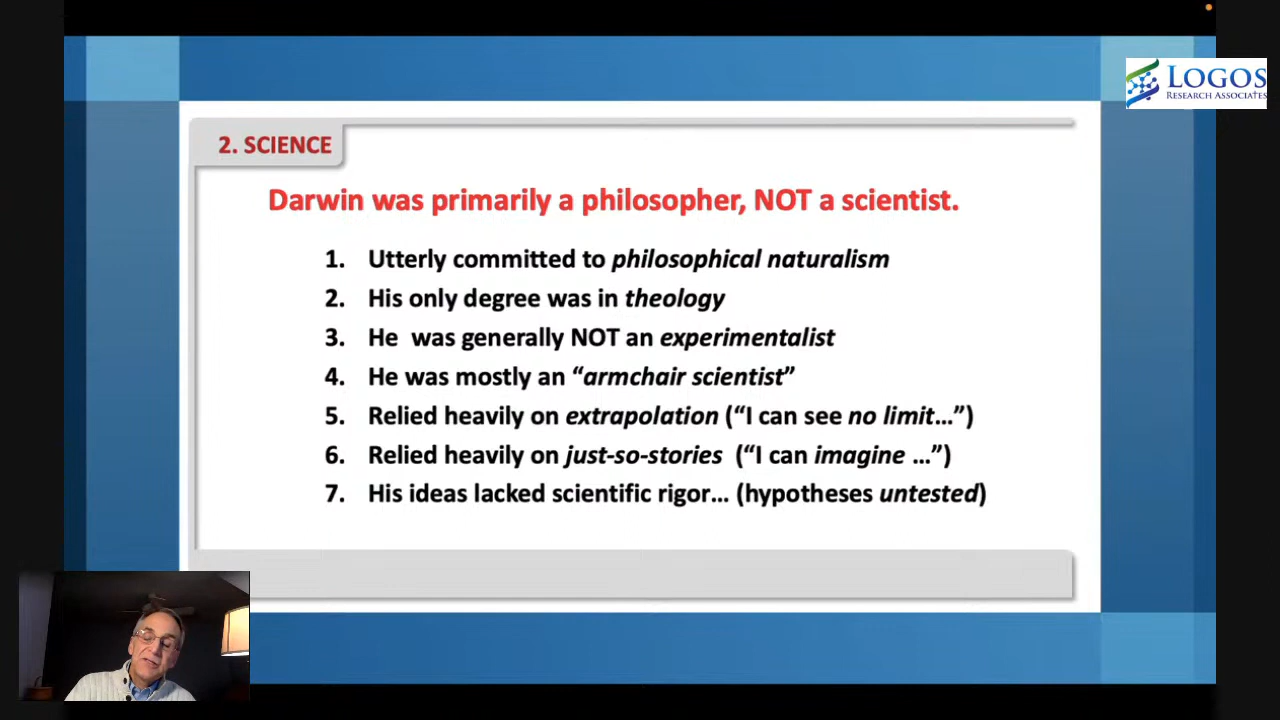 LOGOS
RESEARCH ASSOCIATES
2. SCIENCE
Darwin was primarily a philosopher, NOT a scientist.
1. Utterly committed to philosophical naturalism
2. His only degree was in theology
3. He was generally NOT an experimentalist
4. He was mostly an “armchair scientist”
5. Relied heavily on extrapolation (“I can see no limit…”)
6. Relied heavily on just-so-stories (“I can imagine …”)
7. His ideas lacked scientific rigor… (hypotheses untested)